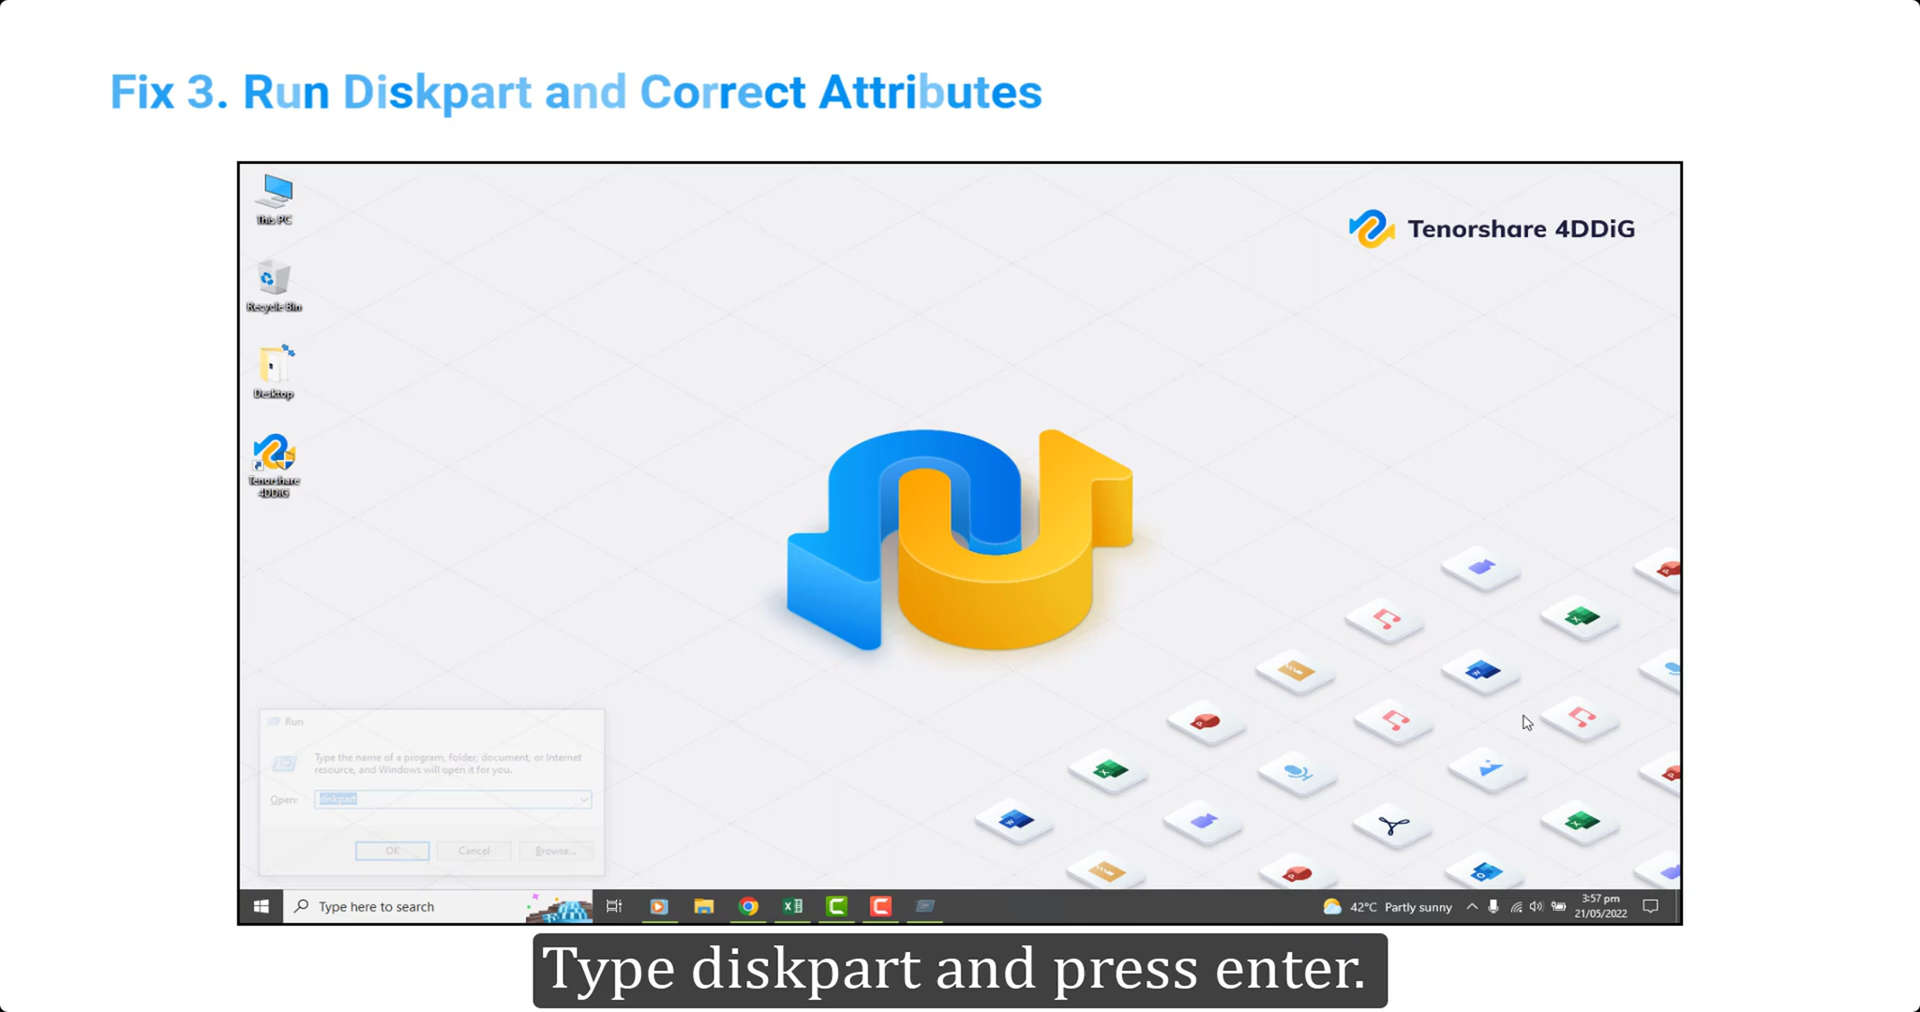 Fix 3. Run Diskpart and Correct Attributes
This PC
Tenorshare 4DDiG
Recycle Bin
Desktop
Tenorshare
4DDiG
Run
Type the name of a program, folder, document, or Internet
resource, and Windows will open it for you.
Open:
diskpart
OK
Cancel
Browse...
Type here to search
42°C Partly sunny
3:57 pm
21/05/2022
Type diskpart and press enter.